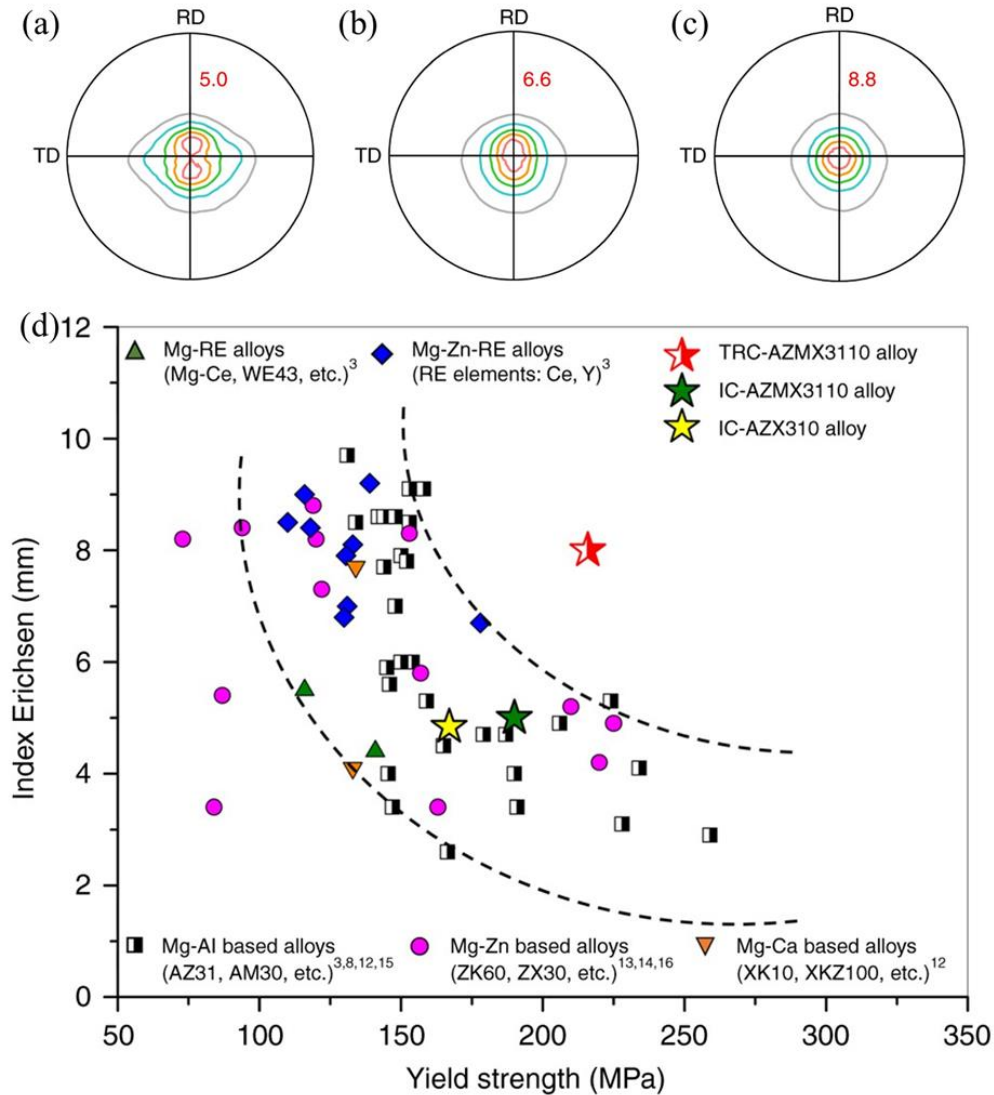 (a)
RD
5.0
TD
(b)
RD
6.6
TD
(c)
RD
8.8
TD
(d)
12
10
8
6
4
2
0
Index Erichsen (mm)
Mg-RE alloys
(Mg-Ce, WE43, etc.)³
Mg-Zn-RE alloys
(RE elements: Ce, Y)³
TRC-AZMX3110 alloy
IC-AZMX3110 alloy
IC-AZX310 alloy
Mg-Al based alloys
(AZ31, AM30, etc.)³,⁸,¹²,¹⁵
Mg-Zn based alloys
(ZK60, ZX30, etc.)¹³,¹⁴,¹⁶
Mg-Ca based alloys
(XK10, XKZ100, etc.)¹²
50 100 150 200 250 300 350
Yield strength (MPa)